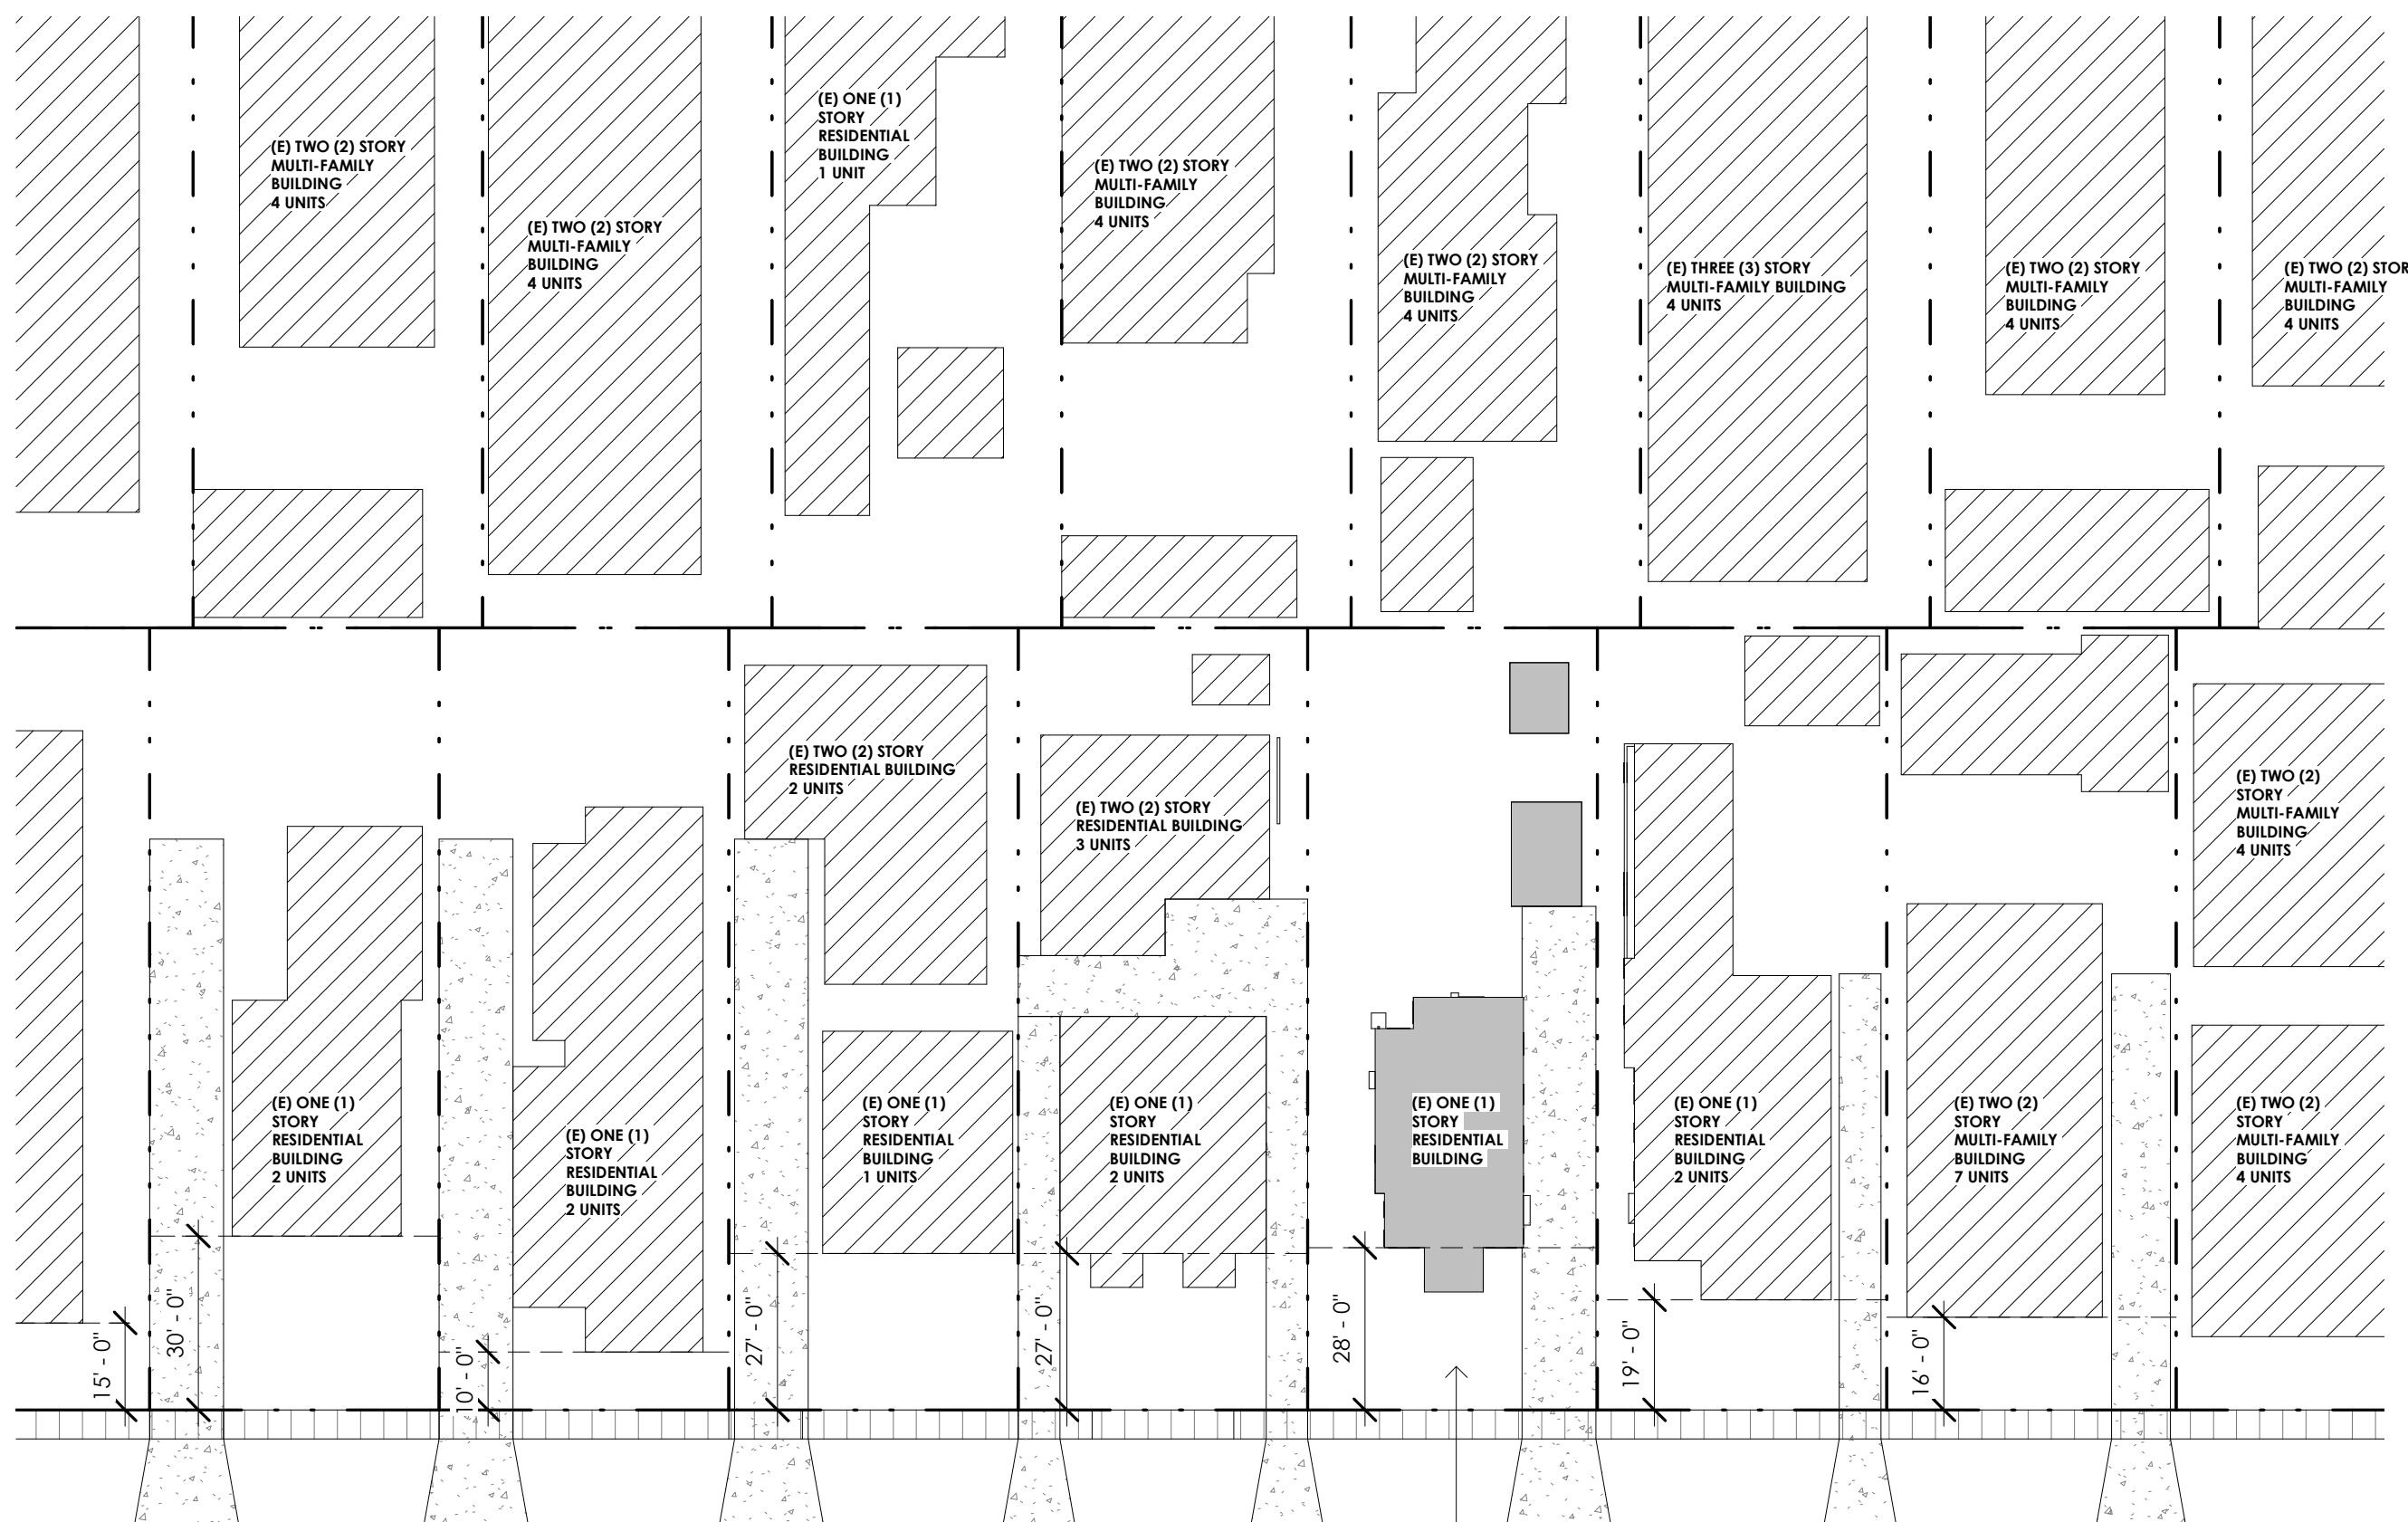 (E) TWO (2) STORY
MULTI-FAMILY
BUILDING
4 UNITS
(E) TWO (2) STORY
MULTI-FAMILY
BUILDING
4 UNITS
(E) ONE (1)
STORY
RESIDENTIAL
BUILDING
1 UNIT
(E) TWO (2) STORY
MULTI-FAMILY
BUILDING
4 UNITS
(E) TWO (2) STORY
MULTI-FAMILY
BUILDING
4 UNITS
(E) THREE (3) STORY
MULTI-FAMILY BUILDING
4 UNITS
(E) TWO (2) STORY
MULTI-FAMILY
BUILDING
4 UNITS
(E) TWO (2) STOR
MULTI-FAMILY
BUILDING
4 UNITS
(E) TWO (2) STORY
RESIDENTIAL BUILDING
2 UNITS
(E) TWO (2) STORY
RESIDENTIAL BUILDING
3 UNITS
(E) TWO (2)
STORY
MULTI-FAMILY
BUILDING
4 UNITS
(E) ONE (1)
STORY
RESIDENTIAL
BUILDING
2 UNITS
(E) ONE (1)
STORY
RESIDENTIAL
BUILDING
2 UNITS
(E) ONE (1)
STORY
RESIDENTIAL
BUILDING
1 UNITS
(E) ONE (1)
STORY
RESIDENTIAL
BUILDING
2 UNITS
(E) ONE (1)
STORY
RESIDENTIAL
BUILDING
(E) ONE (1)
STORY
RESIDENTIAL
BUILDING
2 UNITS
(E) TWO (2)
STORY
MULTI-FAMILY
BUILDING
7 UNITS
(E) TWO (2)
STORY
MULTI-FAMILY
BUILDING
4 UNITS
15' - 0"
30' - 0"
10' - 0"
27' - 0"
27' - 0"
28' - 0"
19' - 0"
16' - 0"